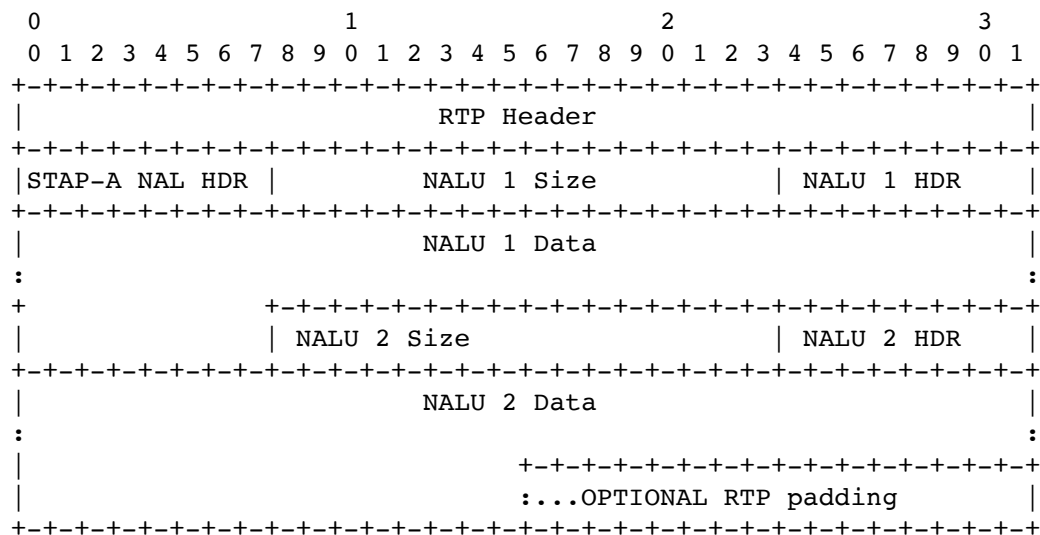 0                   1                   2                   3
 0 1 2 3 4 5 6 7 8 9 0 1 2 3 4 5 6 7 8 9 0 1 2 3 4 5 6 7 8 9 0 1
+-+-+-+-+-+-+-+-+-+-+-+-+-+-+-+-+-+-+-+-+-+-+-+-+-+-+-+-+-+-+-+-+
|                          RTP Header                           |
+-+-+-+-+-+-+-+-+-+-+-+-+-+-+-+-+-+-+-+-+-+-+-+-+-+-+-+-+-+-+-+-+
|STAP-A NAL HDR |         NALU 1 Size           | NALU 1 HDR    |
+-+-+-+-+-+-+-+-+-+-+-+-+-+-+-+-+-+-+-+-+-+-+-+-+-+-+-+-+-+-+-+-+
|                         NALU 1 Data                           |
:                                                               :
+               +-+-+-+-+-+-+-+-+-+-+-+-+-+-+-+-+-+-+-+-+-+-+-+-+
|               | NALU 2 Size                   | NALU 2 HDR    |
+-+-+-+-+-+-+-+-+-+-+-+-+-+-+-+-+-+-+-+-+-+-+-+-+-+-+-+-+-+-+-+-+
|                         NALU 2 Data                           |
:                                                               :
|                               +-+-+-+-+-+-+-+-+-+-+-+-+-+-+-+-+
|                               :...OPTIONAL RTP padding        |
+-+-+-+-+-+-+-+-+-+-+-+-+-+-+-+-+-+-+-+-+-+-+-+-+-+-+-+-+-+-+-+-+